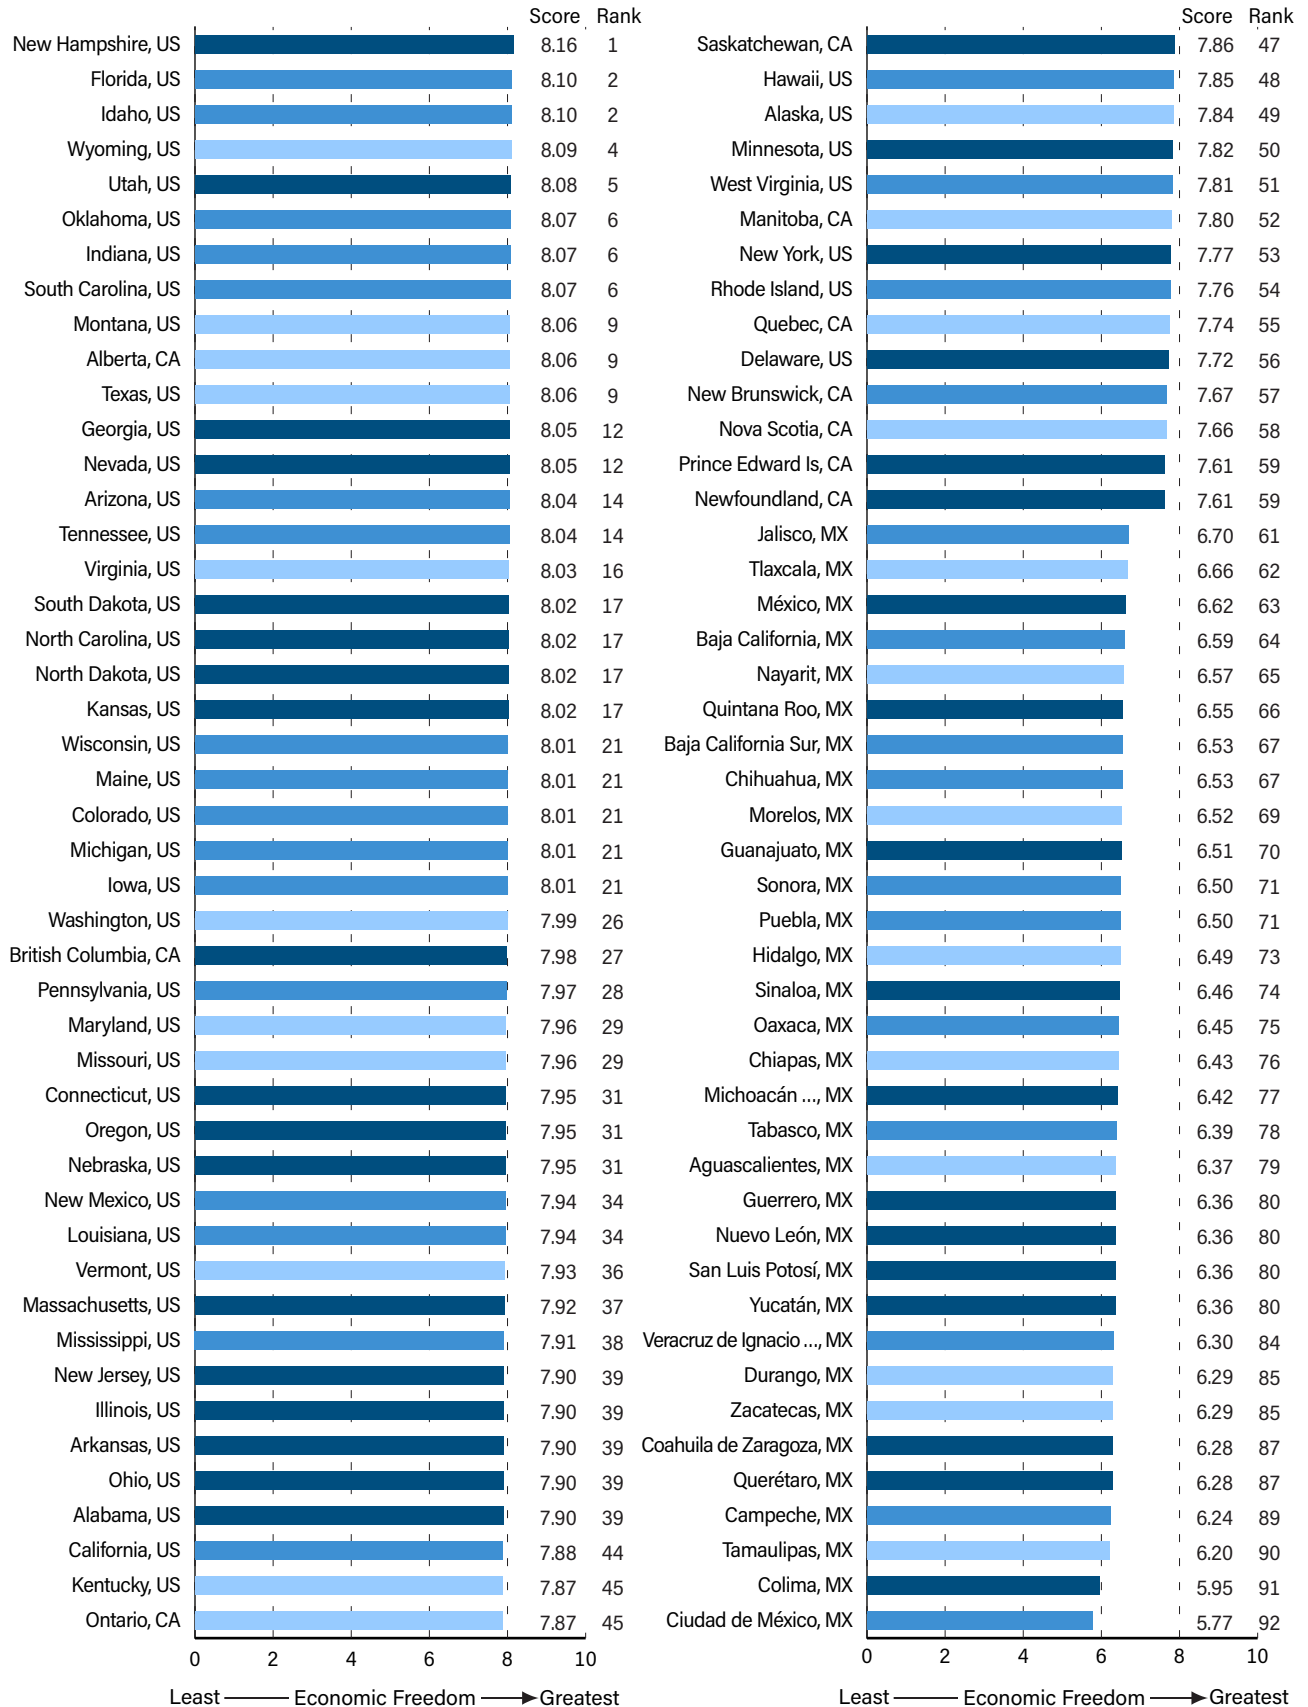 Score Rank
New Hampshire, US 8.16 1
Florida, US 8.10 2
Idaho, US 8.10 2
Wyoming, US 8.09 4
Utah, US 8.08 5
Oklahoma, US 8.07 6
Indiana, US 8.07 6
South Carolina, US 8.07 6
Montana, US 8.06 9
Alberta, CA 8.06 9
Texas, US 8.06 9
Georgia, US 8.05 12
Nevada, US 8.05 12
Arizona, US 8.04 14
Tennessee, US 8.04 14
Virginia, US 8.03 16
South Dakota, US 8.02 17
North Carolina, US 8.02 17
North Dakota, US 8.02 17
Kansas, US 8.02 17
Wisconsin, US 8.01 21
Maine, US 8.01 21
Colorado, US 8.01 21
Michigan, US 8.01 21
Iowa, US 8.01 21
Washington, US 7.99 26
British Columbia, CA 7.98 27
Pennsylvania, US 7.97 28
Maryland, US 7.96 29
Missouri, US 7.96 29
Connecticut, US 7.95 31
Oregon, US 7.95 31
Nebraska, US 7.95 31
New Mexico, US 7.94 34
Louisiana, US 7.94 34
Vermont, US 7.93 36
Massachusetts, US 7.92 37
Mississippi, US 7.91 38
New Jersey, US 7.90 39
Illinois, US 7.90 39
Arkansas, US 7.90 39
Ohio, US 7.90 39
Alabama, US 7.90 39
California, US 7.88 44
Kentucky, US 7.87 45
Ontario, CA 7.87 45
0 2 4 6 8 10
Least Economic Freedom Greatest
Score Rank
Saskatchewan, CA 7.86 47
Hawaii, US 7.85 48
Alaska, US 7.84 49
Minnesota, US 7.82 50
West Virginia, US 7.81 51
Manitoba, CA 7.80 52
New York, US 7.77 53
Rhode Island, US 7.76 54
Quebec, CA 7.74 55
Delaware, US 7.72 56
New Brunswick, CA 7.67 57
Nova Scotia, CA 7.66 58
Prince Edward Is, CA 7.61 59
Newfoundland, CA 7.61 59
Jalisco, MX 6.70 61
Tlaxcala, MX 6.66 62
México, MX 6.62 63
Baja California, MX 6.59 64
Nayarit, MX 6.57 65
Quintana Roo, MX 6.55 66
Baja California Sur, MX 6.53 67
Chihuahua, MX 6.53 67
Morelos, MX 6.52 69
Guanajuato, MX 6.51 70
Sonora, MX 6.50 71
Puebla, MX 6.50 71
Hidalgo, MX 6.49 73
Sinaloa, MX 6.46 74
Oaxaca, MX 6.45 75
Chiapas, MX 6.43 76
Michoacán ..., MX 6.42 77
Tabasco, MX 6.39 78
Aguascalientes, MX 6.37 79
Guerrero, MX 6.36 80
Nuevo León, MX 6.36 80
San Luis Potosí, MX 6.36 80
Yucatán, MX 6.36 80
Veracruz de Ignacio ..., MX 6.30 84
Durango, MX 6.29 85
Zacatecas, MX 6.29 85
Coahuila de Zaragoza, MX 6.28 87
Querétaro, MX 6.28 87
Campeche, MX 6.24 89
Tamaulipas, MX 6.20 90
Colima, MX 5.95 91
Ciudad de México, MX 5.77 92
0 2 4 6 8 10
Least Economic Freedom Greatest